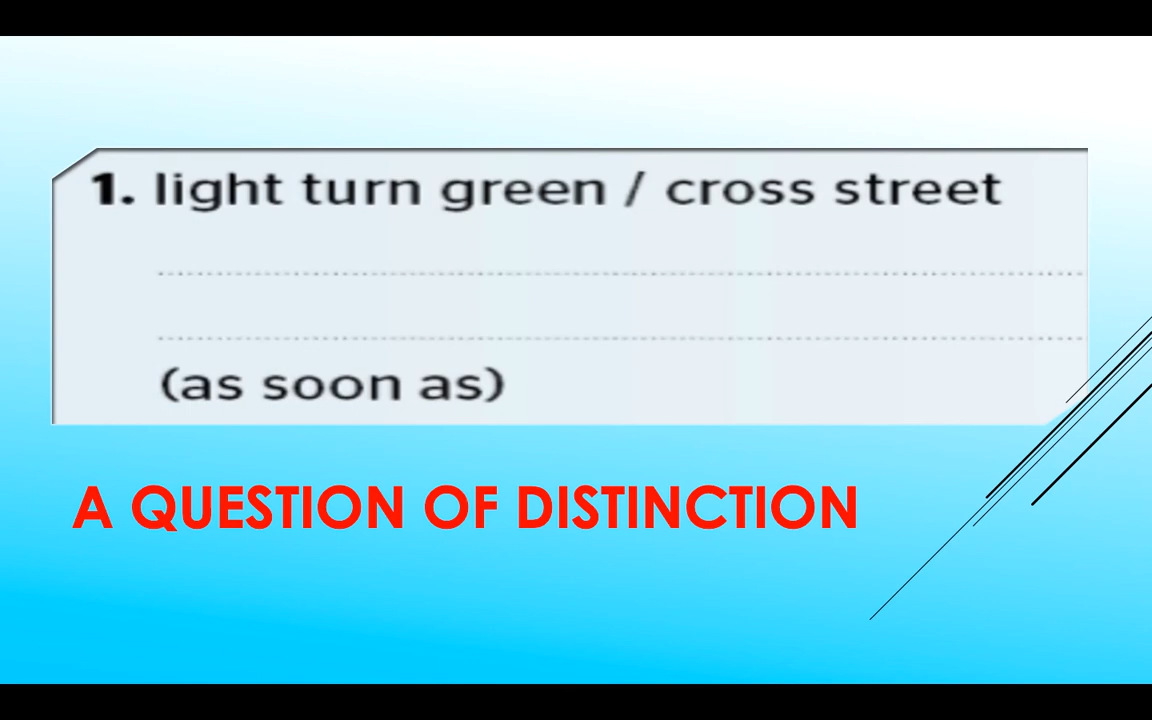 1. light turn green / cross street
(as soon as)
A QUESTION OF DISTINCTION